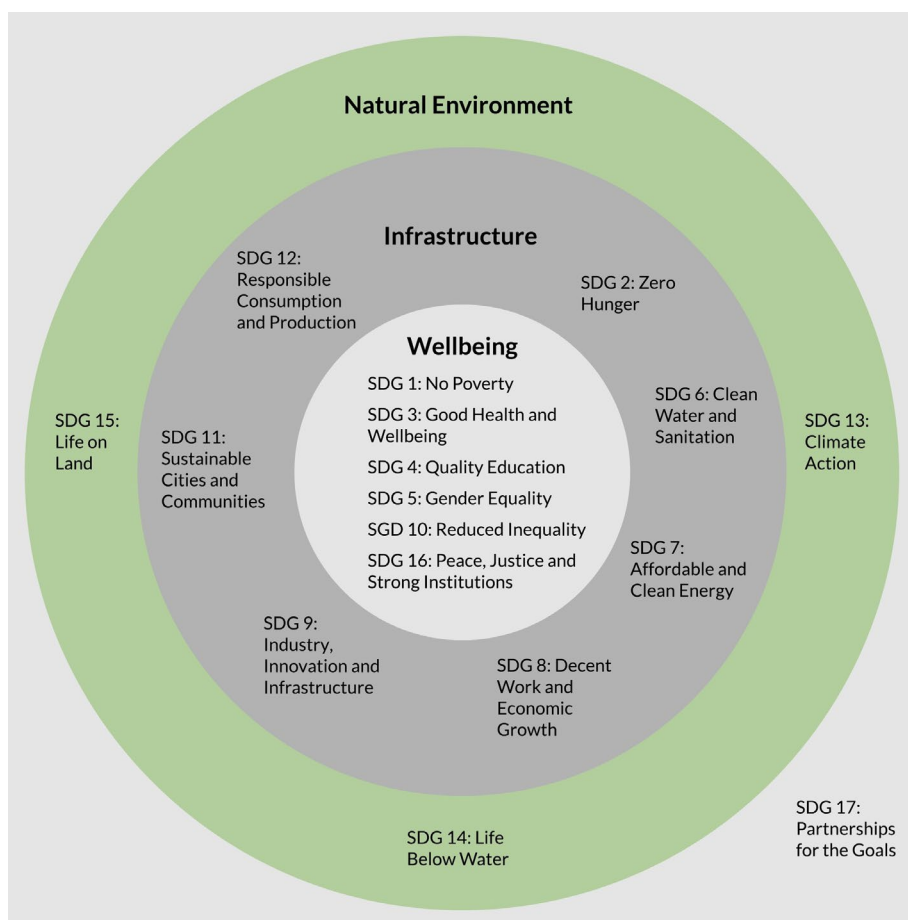 Natural Environment
Infrastructure
SDG 12:
Responsible
Consumption
and Production
SDG 2: Zero
Hunger
Wellbeing
SDG 1: No Poverty
SDG 3: Good Health and
Wellbeing
SDG 4: Quality Education
SDG 5: Gender Equality
SGD 10: Reduced Inequality
SDG 16: Peace, Justice and
Strong Institutions
SDG 6: Clean
Water and
Sanitation
SDG 15:
Life on
Land
SDG 11:
Sustainable
Cities and
Communities
SDG 13:
Climate
Action
SDG 7:
Affordable and
Clean Energy
SDG 9:
Industry,
Innovation and
Infrastructure
SDG 8: Decent
Work and
Economic
Growth
SDG 14: Life
Below Water
SDG 17:
Partnerships
for the Goals